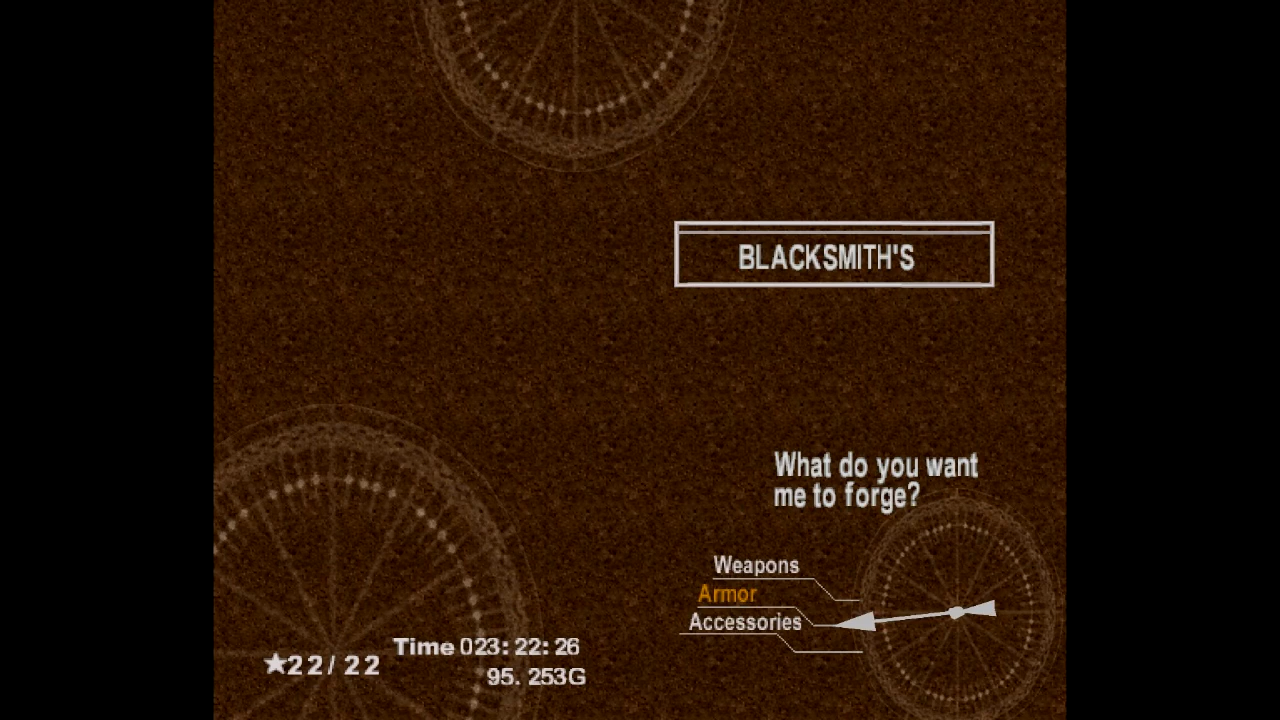 BLACKSMITH'S
What do you want
me to forge?
Weapons
Armor
Accessories
Time 023: 22: 26
★22/ 22
95. 253G